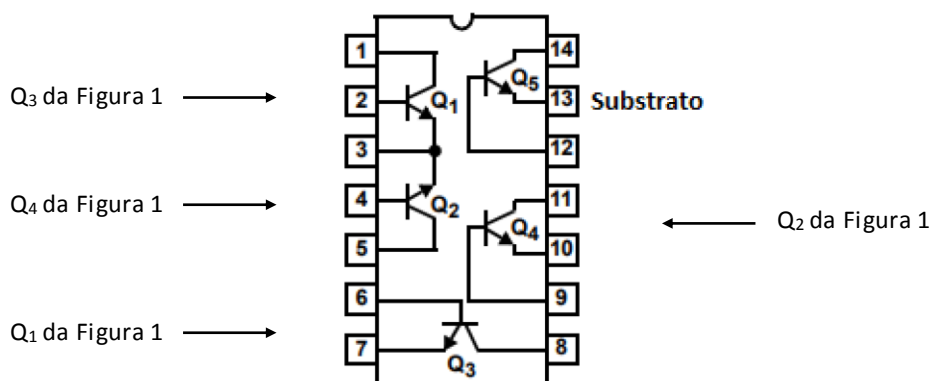 1
14
Q3 da Figura 1
2
Q1
Q5
13
Substrato
3
12
Q4 da Figura 1
4
Q2
11
Q4
Q2 da Figura 1
5
10
6
9
Q1 da Figura 1
7
Q3
8